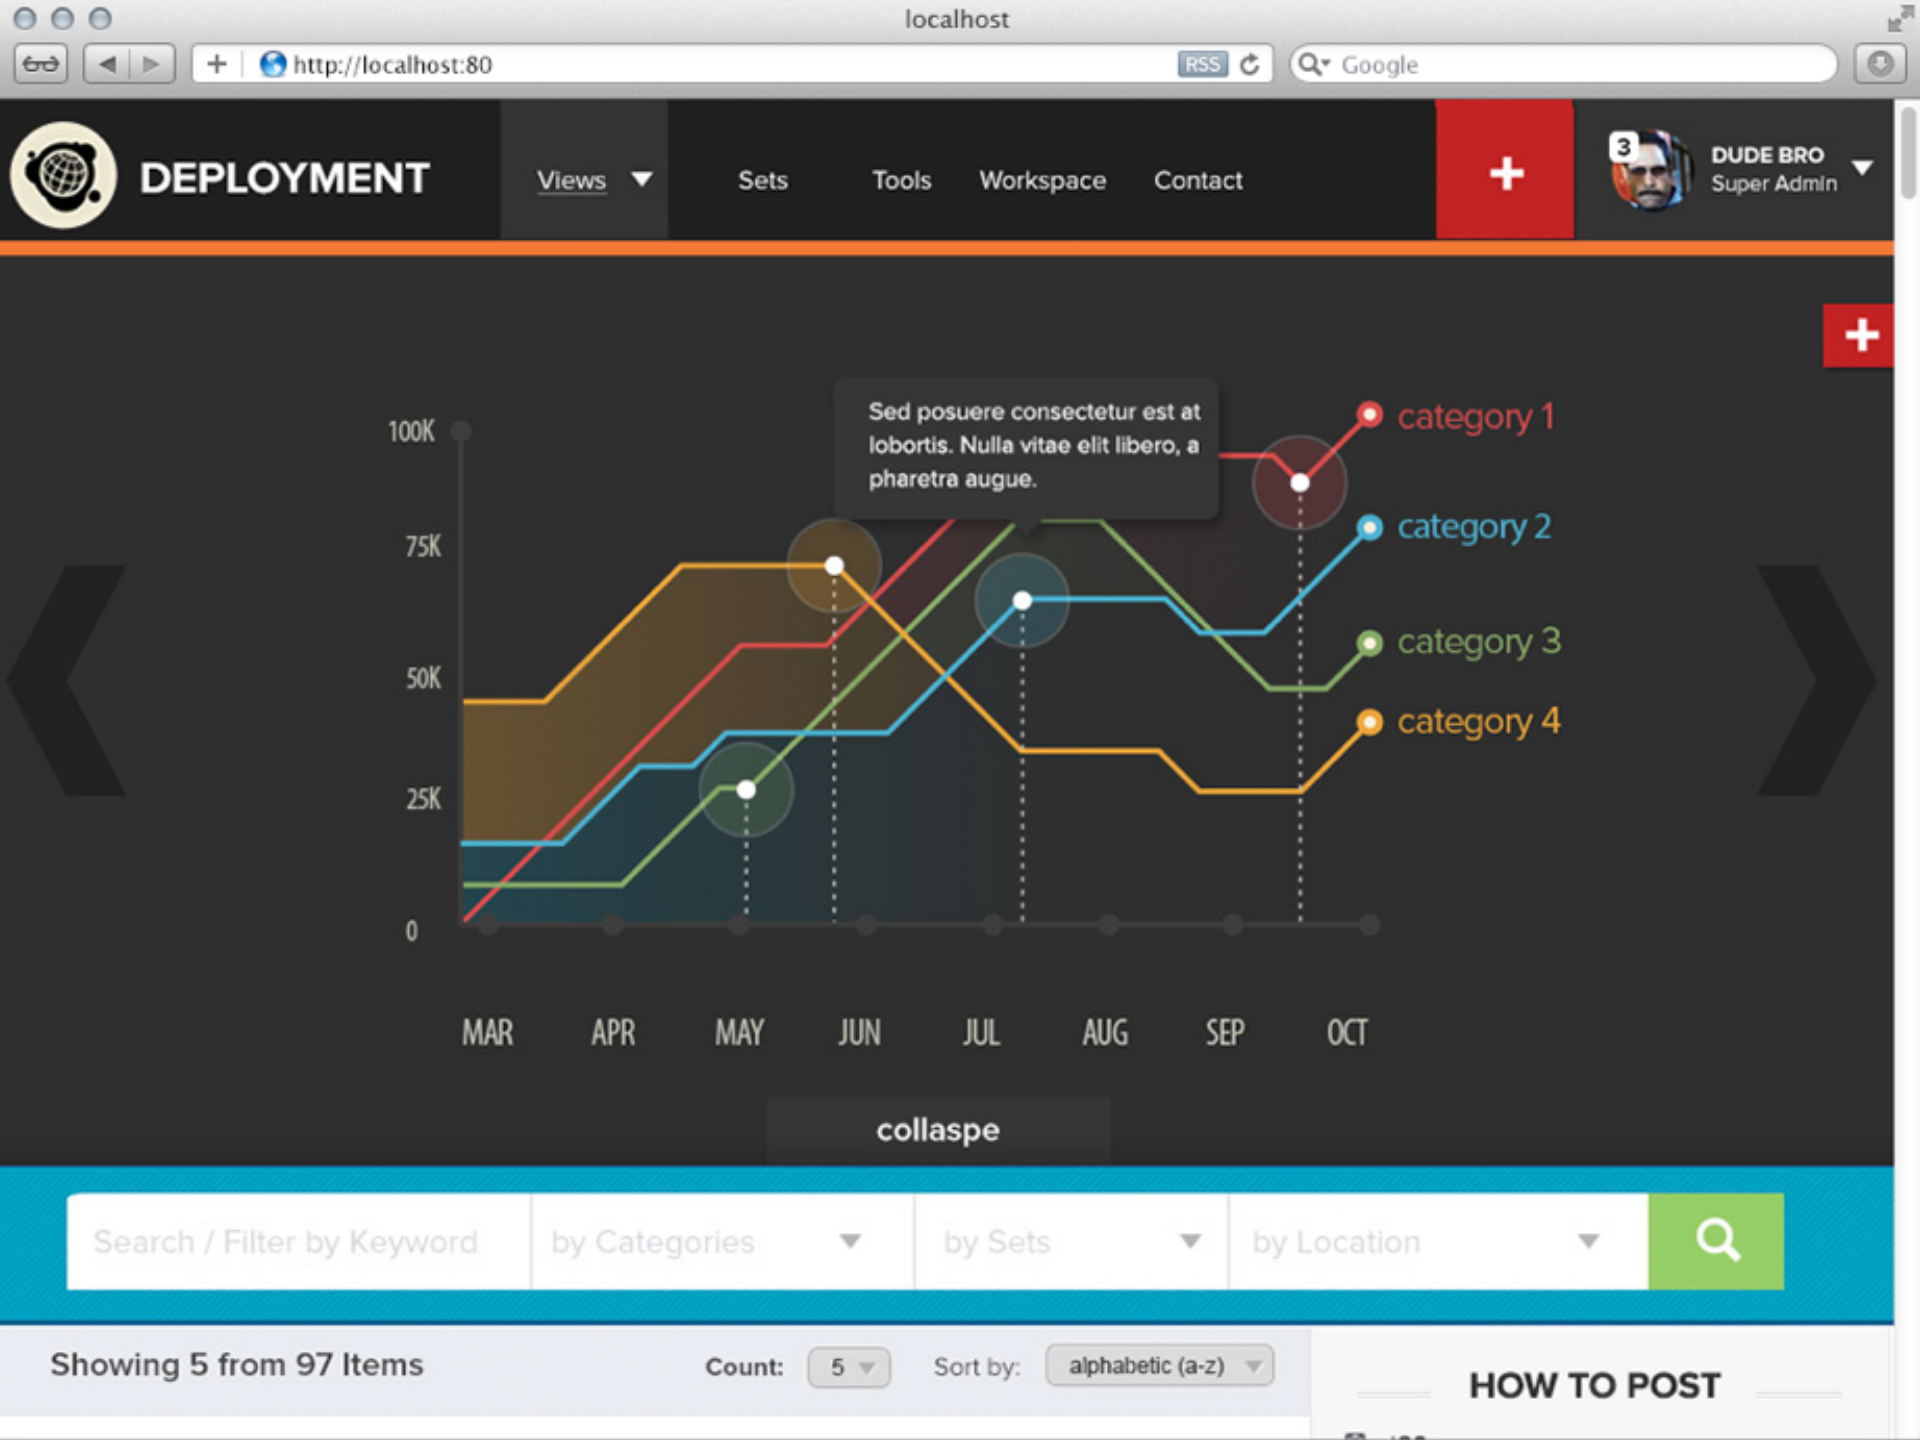 localhost
http://localhost:80
RSS
Google
DEPLOYMENT
Views
Sets
Tools
Workspace
Contact
3
DUDE BRO
Super Admin
Sed posuere consectetur est at
lobortis. Nulla vitae elit libero, a
pharetra augue.
100K
75K
50K
25K
0
category 1
category 2
category 3
category 4
MAR
APR
MAY
JUN
JUL
AUG
SEP
OCT
collaspe
Search / Filter by Keyword
by Categories
by Sets
by Location
Showing 5 from 97 Items
Count:
5
Sort by:
alphabetic (a-z)
HOW TO POST